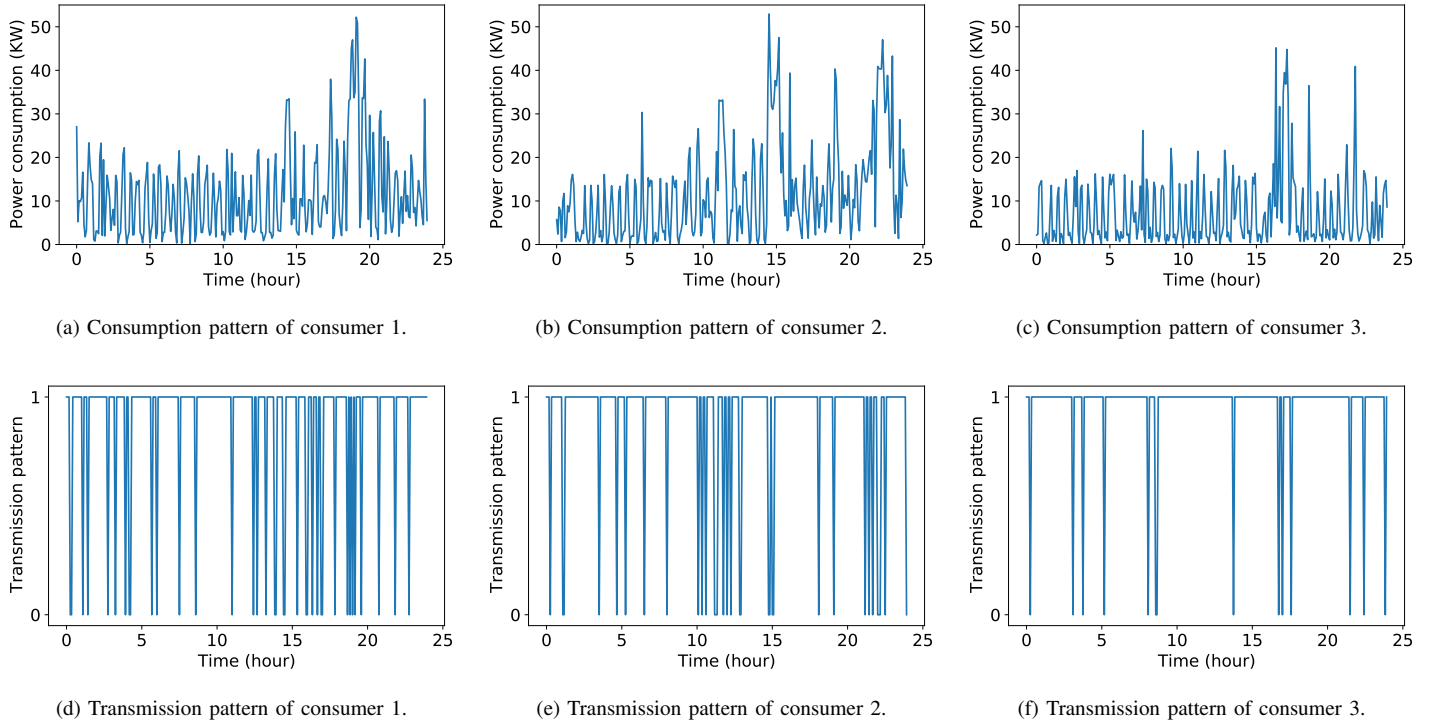 Power consumption (KW)
50
40
30
20
10
0
0 5 10 15 20 25
Time (hour)
(a) Consumption pattern of consumer 1.
Power consumption (KW)
50
40
30
20
10
0
0 5 10 15 20 25
Time (hour)
(b) Consumption pattern of consumer 2.
Power consumption (KW)
50
40
30
20
10
0
0 5 10 15 20 25
Time (hour)
(c) Consumption pattern of consumer 3.
Transmission pattern
1
0
0 5 10 15 20 25
Time (hour)
(d) Transmission pattern of consumer 1.
Transmission pattern
1
0
0 5 10 15 20 25
Time (hour)
(e) Transmission pattern of consumer 2.
Transmission pattern
1
0
0 5 10 15 20 25
Time (hour)
(f) Transmission pattern of consumer 3.